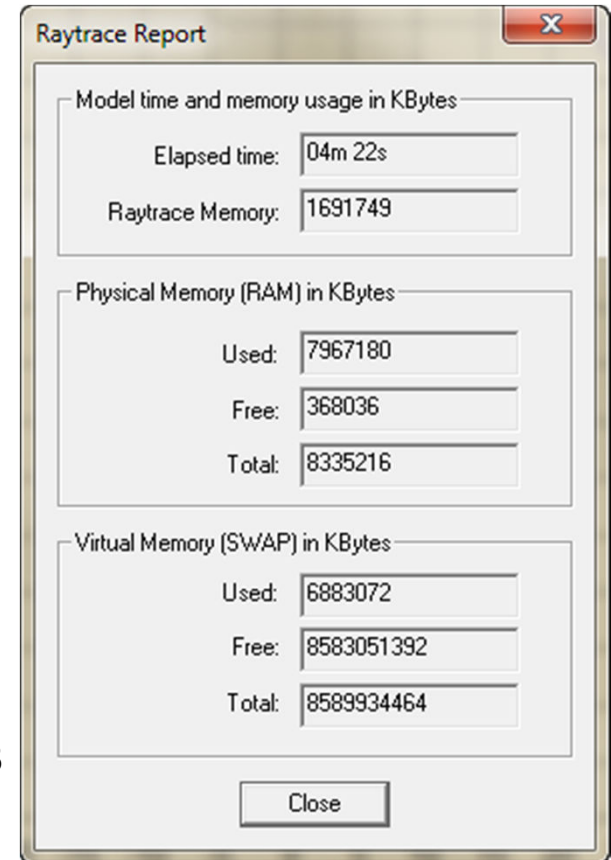 Raytrace Report
Model time and memory usage in KBytes
Elapsed time: 04m 22s
Raytrace Memory: 1691749
Physical Memory (RAM) in KBytes
Used: 7967180
Free: 368036
Total: 8335216
Virtual Memory (SWAP) in KBytes
Used: 6883072
Free: 8583051392
Total: 8589934464
Close